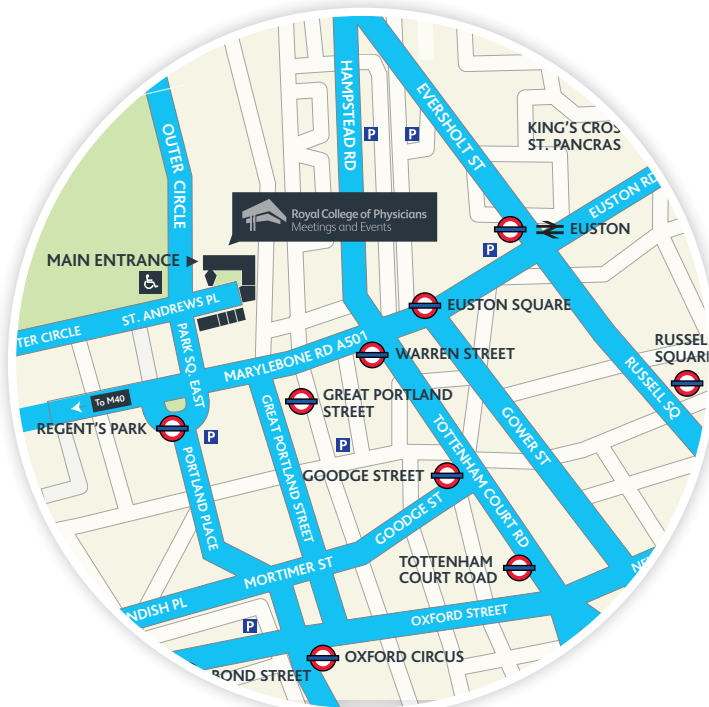 HAMPSTEAD RD
EVERSHOLT ST
P
P
OUTER CIRCLE
KING'S CROS
ST. PANCRAS
EUSTON RD
Royal College of Physicians
Meetings and Events
P
EUSTON
MAIN ENTRANCE
ST. ANDREWS PL
TER CIRCLE
EUSTON SQUARE
PARK SQ. EAST
MARYLEBONE RD A501
WARREN STREET
RUSSEL
SQUARE
RUSSELL SQ
To M40
GREAT PORTLAND
STREET
GREAT PORTLAND STREET
REGENT'S PARK
P
P
GOWER ST
TOTTENHAM COURT RD
PORTLAND PLACE
GOODGE STREET
GOODGE ST
MORTIMER ST
TOTTENHAM
COURT ROAD
NDISH PL
OXFORD STREET
P
OXFORD CIRCUS
BOND STREET